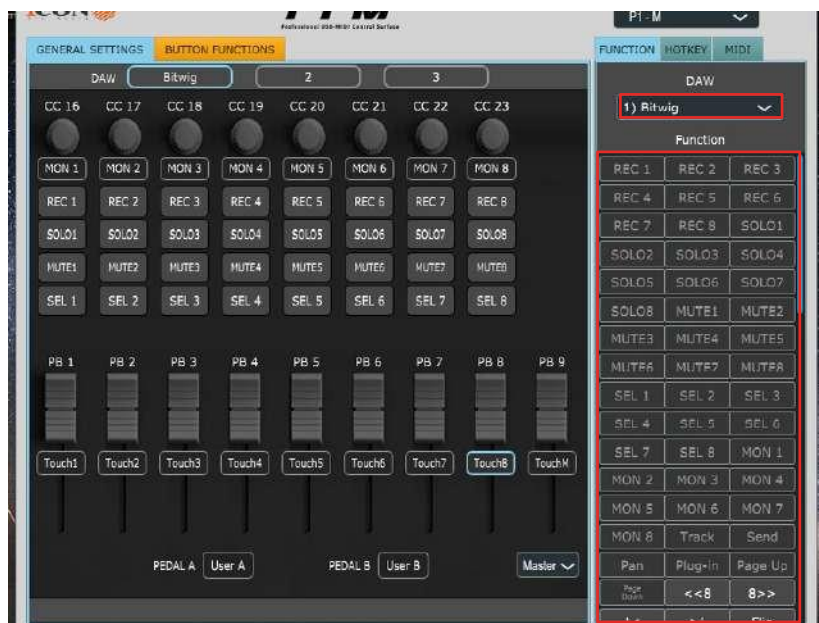 iCON
Professional USB-MIDI Control Surface
P1-M
GENERAL SETTINGS BUTTON FUNCTIONS
FUNCTION HOTKEY MIDI
DAW Bitwig 2 3
DAW
1) Bitwig
Function
CC 16 CC 17 CC 18 CC 19 CC 20 CC 21 CC 22 CC 23
MON 1 MON 2 MON 3 MON 4 MON 5 MON 6 MON 7 MON 8
REC 1 REC 2 REC 3 REC 4 REC 5 REC 6 REC 7 REC 8
SOLO1 SOLO2 SOLO3 SOLO4 SOLO5 SOLO6 SOLO7 SOLO8
MUTE1 MUTE2 MUTE3 MUTE4 MUTE5 MUTE6 MUTE7 MUTE8
SEL 1 SEL 2 SEL 3 SEL 4 SEL 5 SEL 6 SEL 7 SEL 8
PB 1 PB 2 PB 3 PB 4 PB 5 PB 6 PB 7 PB 8 PB 9
Touch1 Touch2 Touch3 Touch4 Touch5 Touch6 Touch7 Touch8 TouchM
PEDAL A User A PEDAL B User B Master
REC 1 REC 2 REC 3
REC 4 REC 5 REC 6
REC 7 REC 8 SOLO1
SOLO2 SOLO3 SOLO4
SOLO5 SOLO6 SOLO7
SOLO8 MUTE1 MUTE2
MUTE3 MUTE4 MUTE5
MUTE6 MUTE7 MUTE8
SEL 1 SEL 2 SEL 3
SEL 4 SEL 5 SEL 6
SEL 7 SEL 8 MON 1
MON 2 MON 3 MON 4
MON 5 MON 6 MON 7
MON 8 Track Send
Pan Plug-in Page Up
Page Down <<8 8>>
Flip